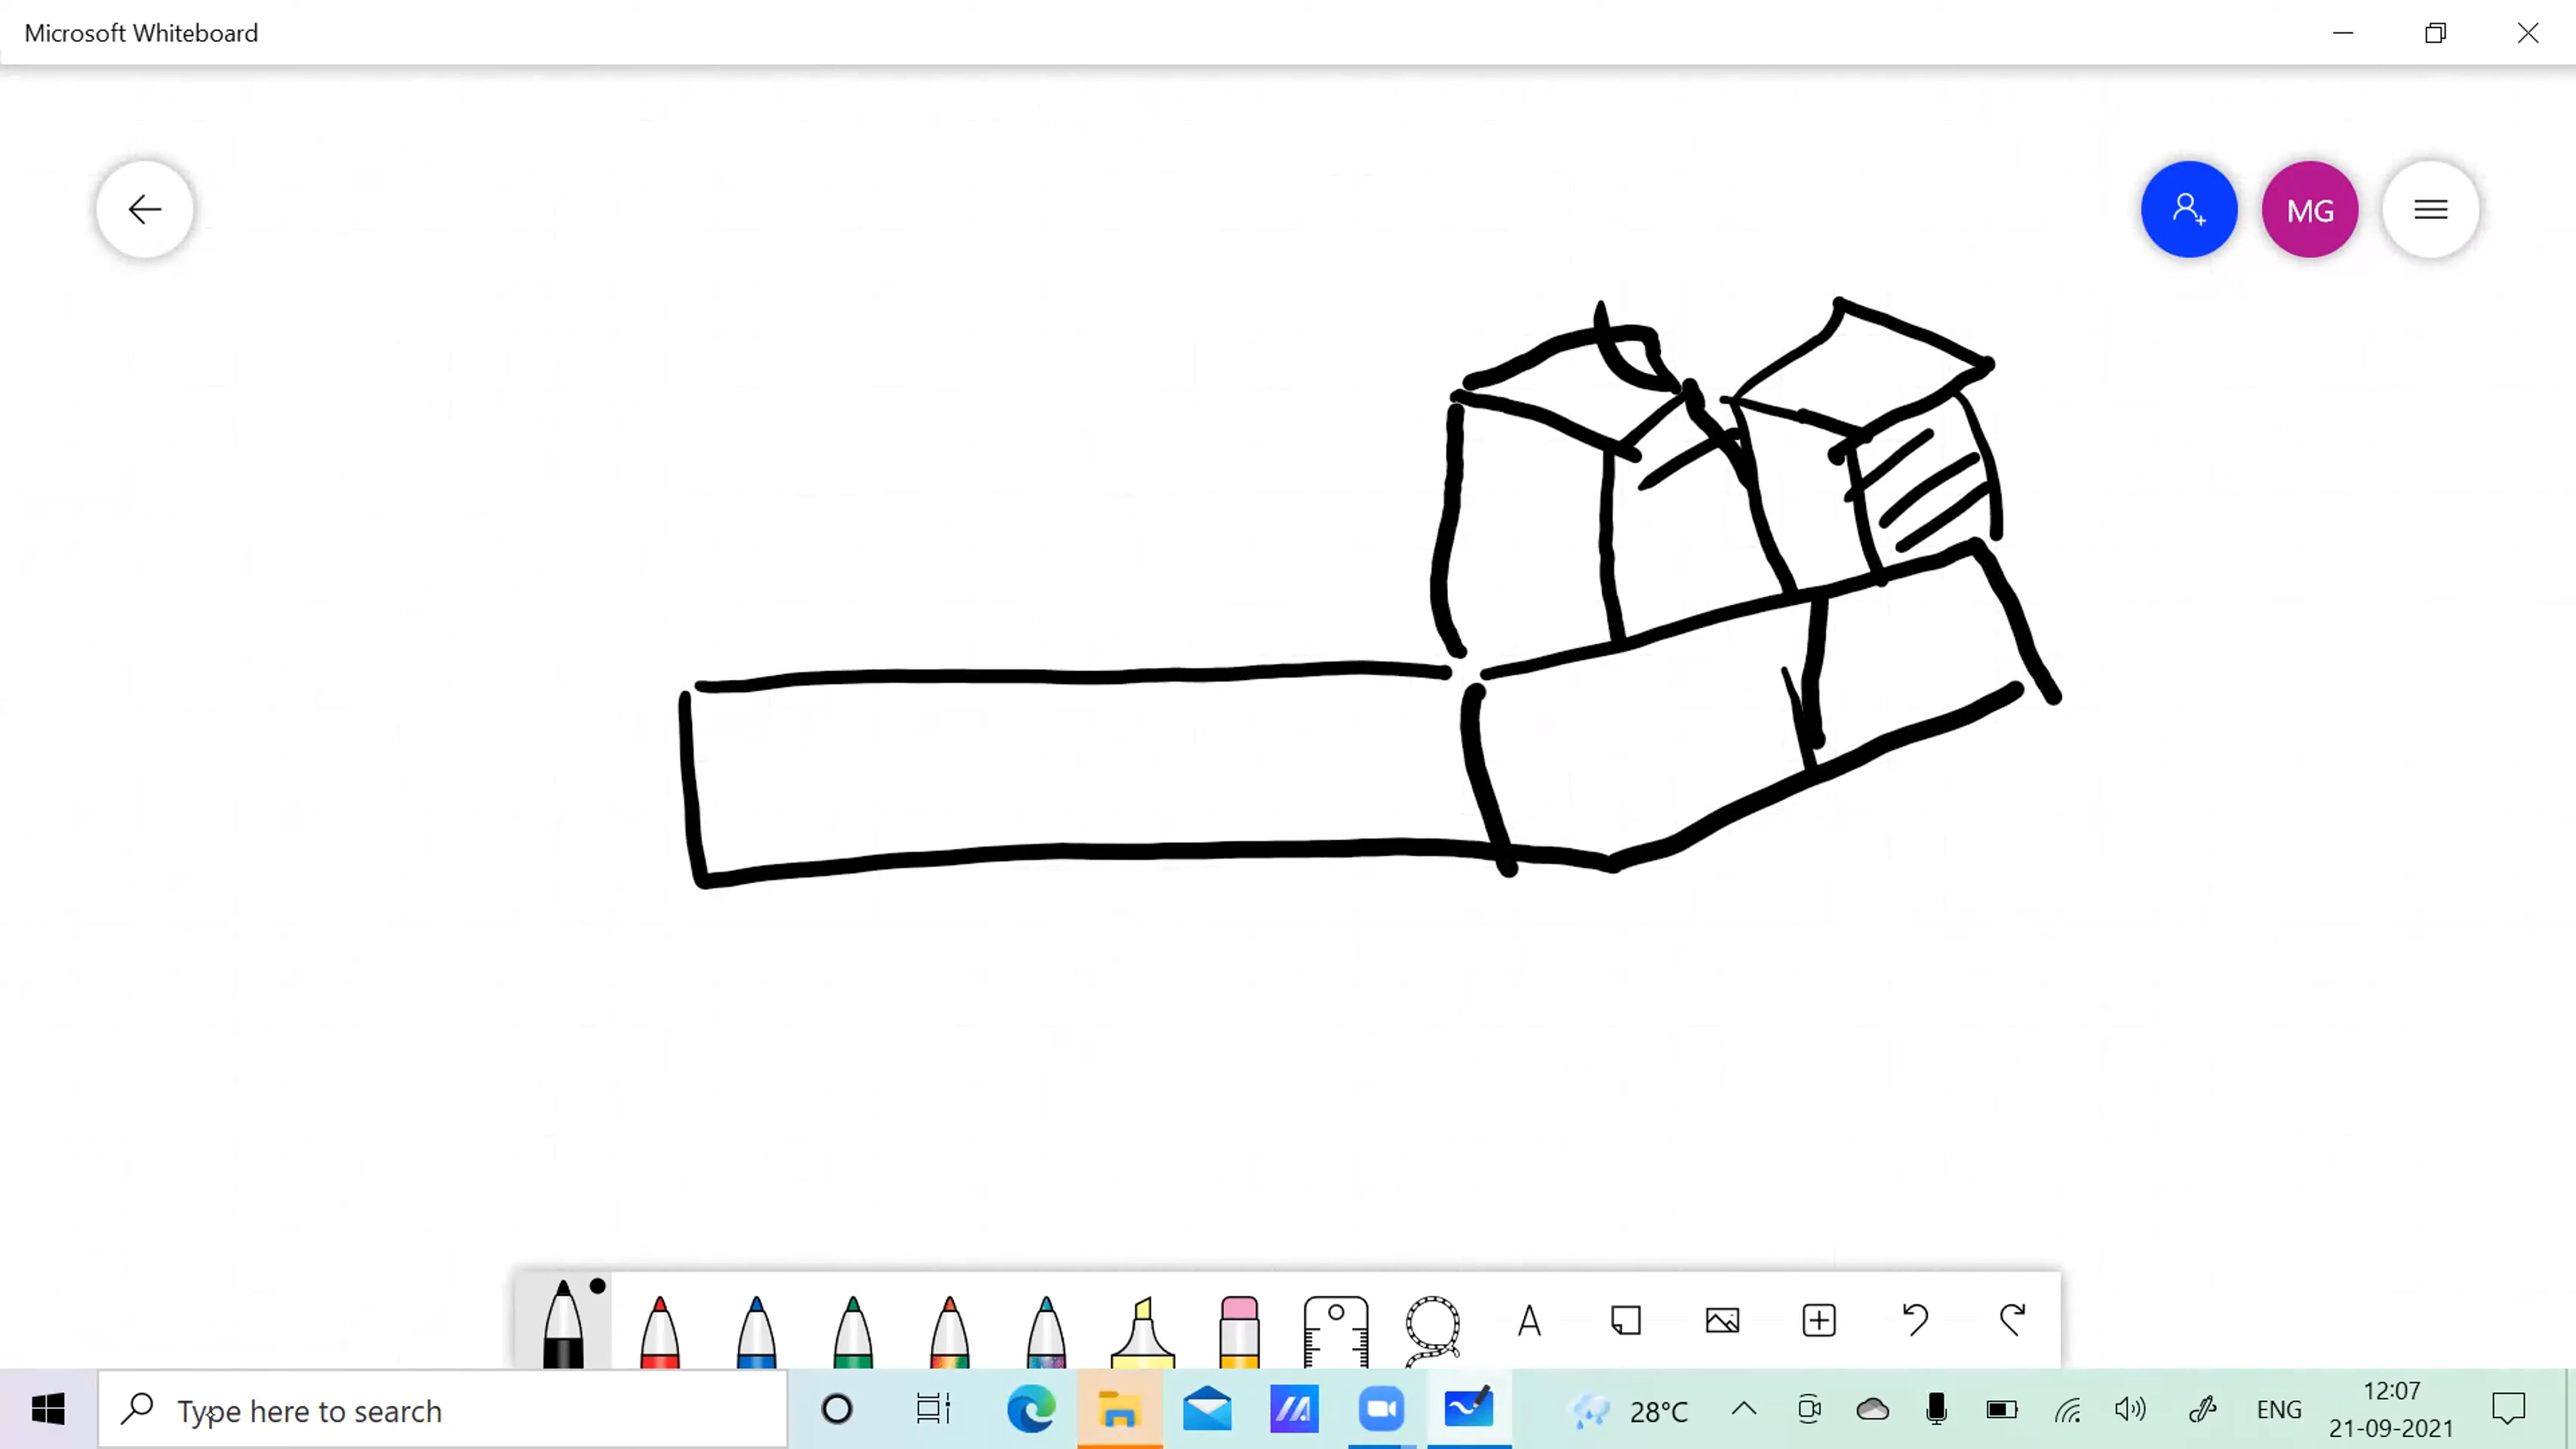 Microsoft Whiteboard
MG
A
Type here to search
28°C
ENG
12:07
21-09-2021